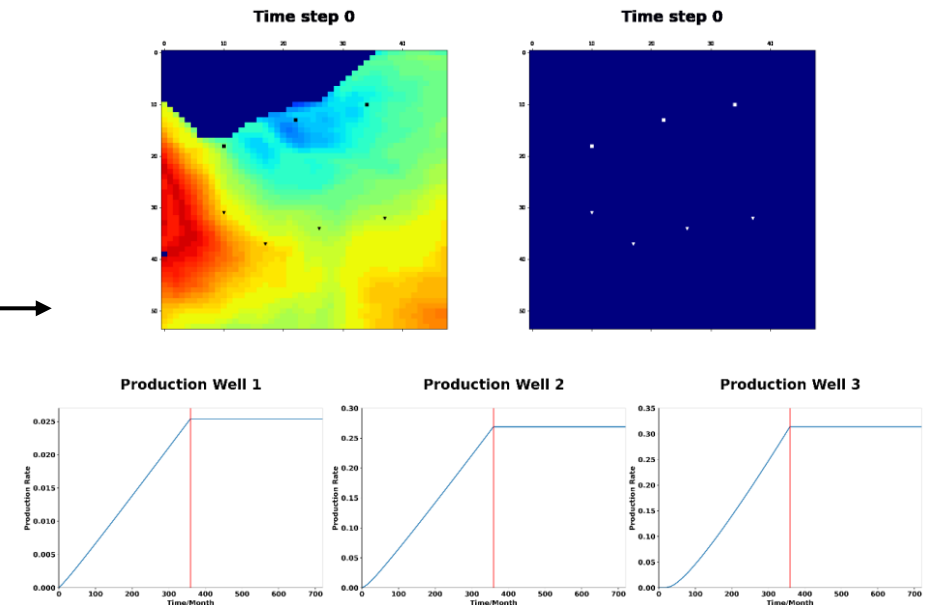 Time step 0
Time step 0
0 10 20 30 40
0 10 20 30 40
0
10
20
30
40
50
0
10
20
30
40
50
Production Well 1
Production Well 2
Production Well 3
Production Rate
0.025
0.020
0.015
0.010
0.005
0.000
0 100 200 300 400 500 600 700
Time/Month
Production Rate
0.30
0.25
0.20
0.15
0.10
0.05
0.00
0 100 200 300 400 500 600 700
Time/Month
Production Rate
0.35
0.30
0.25
0.20
0.15
0.10
0.05
0.00
0 100 200 300 400 500 600 700
Time/Month